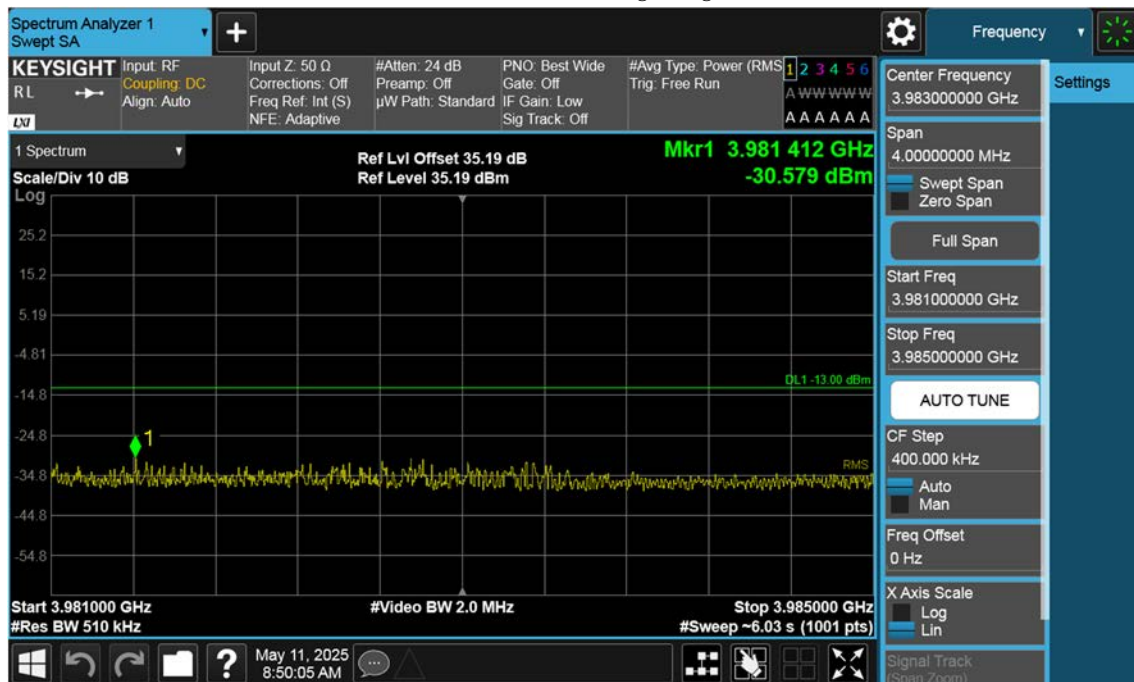 Spectrum Analyzer 1
Swept SA
Frequency
KEYSIGHT
RL
LXI
Input: RF
Coupling: DC
Align: Auto
Input Z: 50 Ω
Corrections: Off
Freq Ref: Int (S)
NFE: Adaptive
#Atten: 24 dB
Preamp: Off
µW Path: Standard
PNO: Best Wide
Gate: Off
IF Gain: Low
Sig Track: Off
#Avg Type: Power (RMS
Trig: Free Run
1 2 3 4 5 6
A W W W W W
A A A A A A
1 Spectrum
Scale/Div 10 dB
Ref Lvl Offset 35.19 dB
Ref Level 35.19 dBm
Mkr1 3.981 412 GHz
-30.579 dBm
Log
25.2
15.2
5.19
-4.81
-14.8
-24.8
-34.8
-44.8
-54.8
DL1 -13.00 dBm
1
RMS
Start 3.981000 GHz
#Res BW 510 kHz
#Video BW 2.0 MHz
Stop 3.985000 GHz
#Sweep ~6.03 s (1001 pts)
Center Frequency
3.983000000 GHz
Settings
Span
4.00000000 MHz
Swept Span
Zero Span
Full Span
Start Freq
3.981000000 GHz
Stop Freq
3.985000000 GHz
AUTO TUNE
CF Step
400.000 kHz
Auto
Man
Freq Offset
0 Hz
X Axis Scale
Log
Lin
Signal Track
(Span Zoom)
?
May 11, 2025
8:50:05 AM